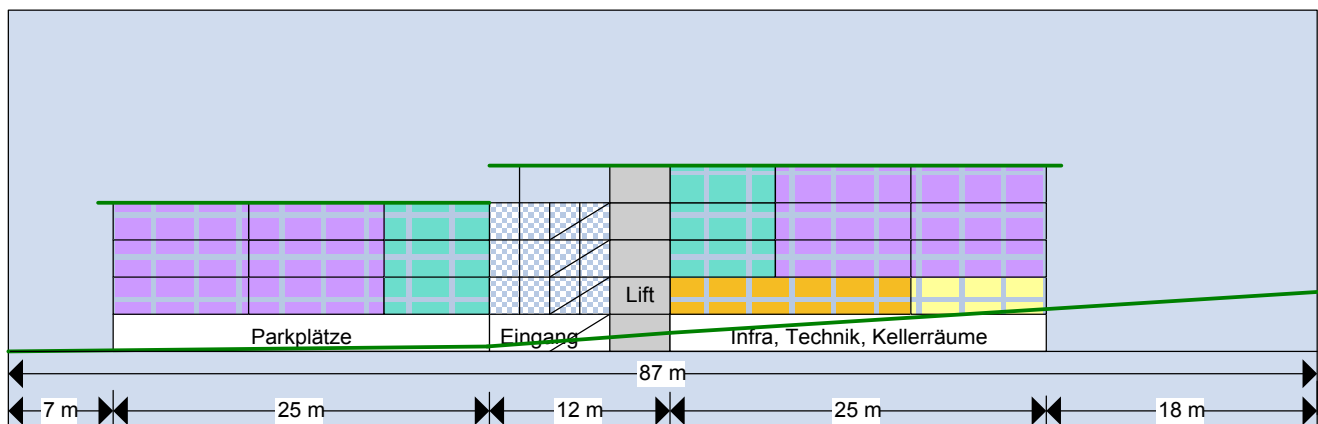 Lift
Parkplätze
Eingang
Infra, Technik, Kellerräume
87 m
7 m
25 m
12 m
25 m
18 m